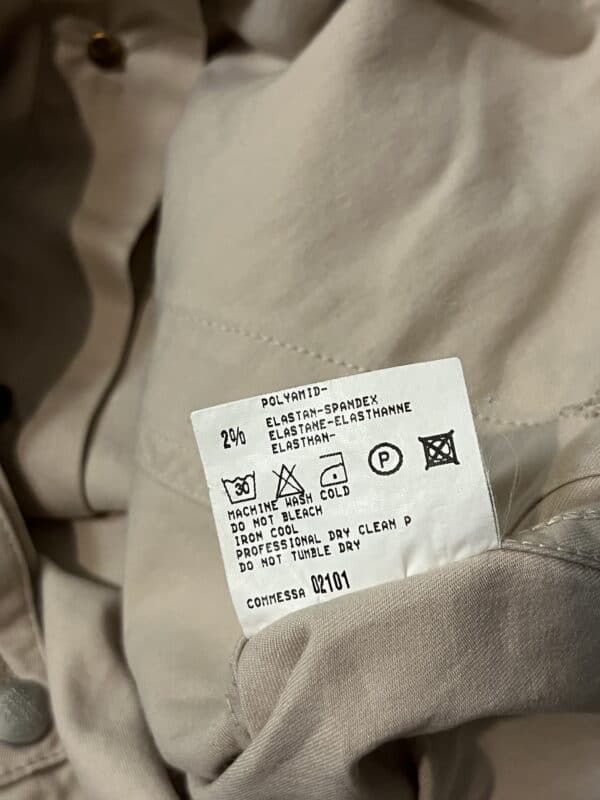 POLYAMID-
2% ELASTAN-SPANDEX
ELASTANE-ELASTHANNE
ELASTHAN-
30 P
MACHINE WASH COLD
DO NOT BLEACH
IRON COOL
PROFESSIONAL DRY CLEAN P
DO NOT TUMBLE DRY
COMMESSA 02101